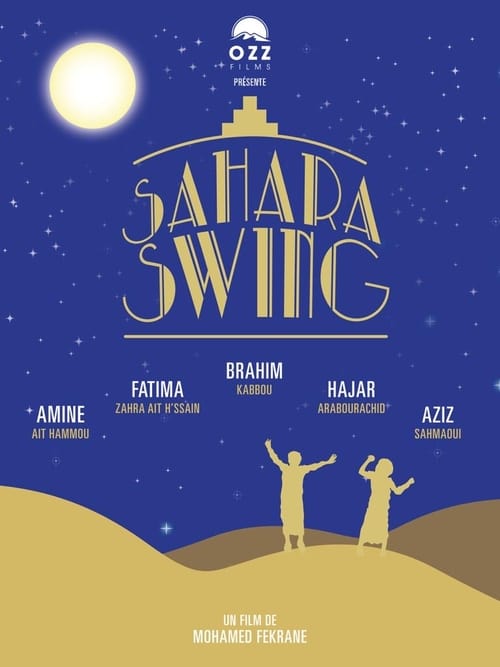 OZZ
FILMS
PRÉSENTE
SAHARA
SWING
BRAHIM
KABBOU
FATIMA
ZAHRA AIT H'SSAIN
HAJAR
ARABOURACHID
AMINE
AIT HAMMOU
AZIZ
SAHMAOUI
UN FILM DE
MOHAMED FEKRANE